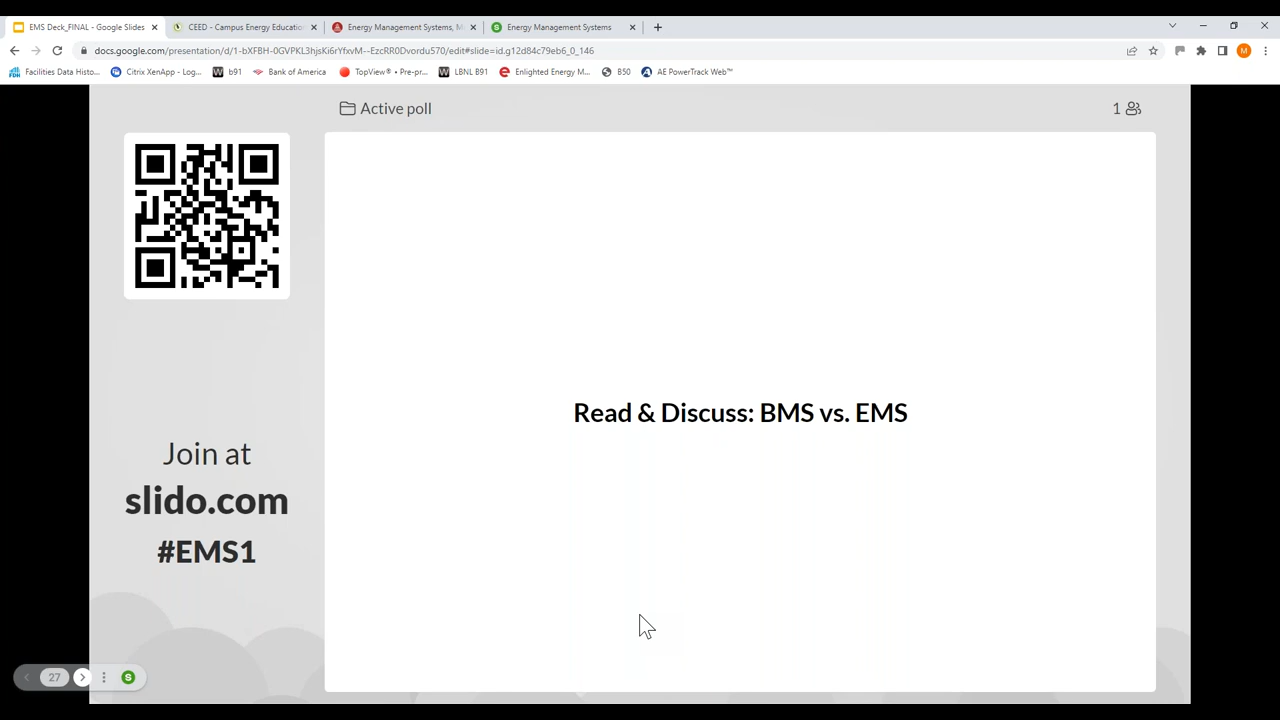 EMS Deck_FINAL - Google Slides
CEED - Campus Energy Educatio
Energy Management Systems, M
Energy Management Systems
docs.google.com/presentation/d/1-bXFBH-0GVPKL3hjsKi6rYfxvM--EzcRR0Dvordu570/edit#slide=id.g12d84c79eb6_0_146
Facilities Data Histo...
Citrix XenApp - Log...
b91
Bank of America
TopView® • Pre-pr...
LBNL B91
Enlighted Energy M...
B50
AE PowerTrack Web™
Active poll
1
Read & Discuss: BMS vs. EMS
Join at
slido.com
#EMS1
27